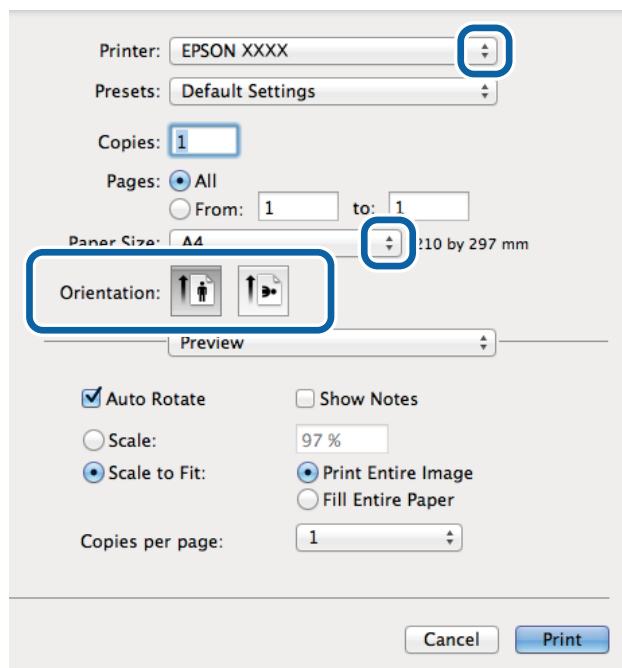 Printer: EPSON XXXX
Presets: Default Settings
Copies: 1
Pages: All
From: 1 to: 1
Paper Size: A4 210 by 297 mm
Orientation:
Preview
Auto Rotate Show Notes
Scale: 97 %
Scale to Fit: Print Entire Image
Fill Entire Paper
Copies per page: 1
Cancel Print